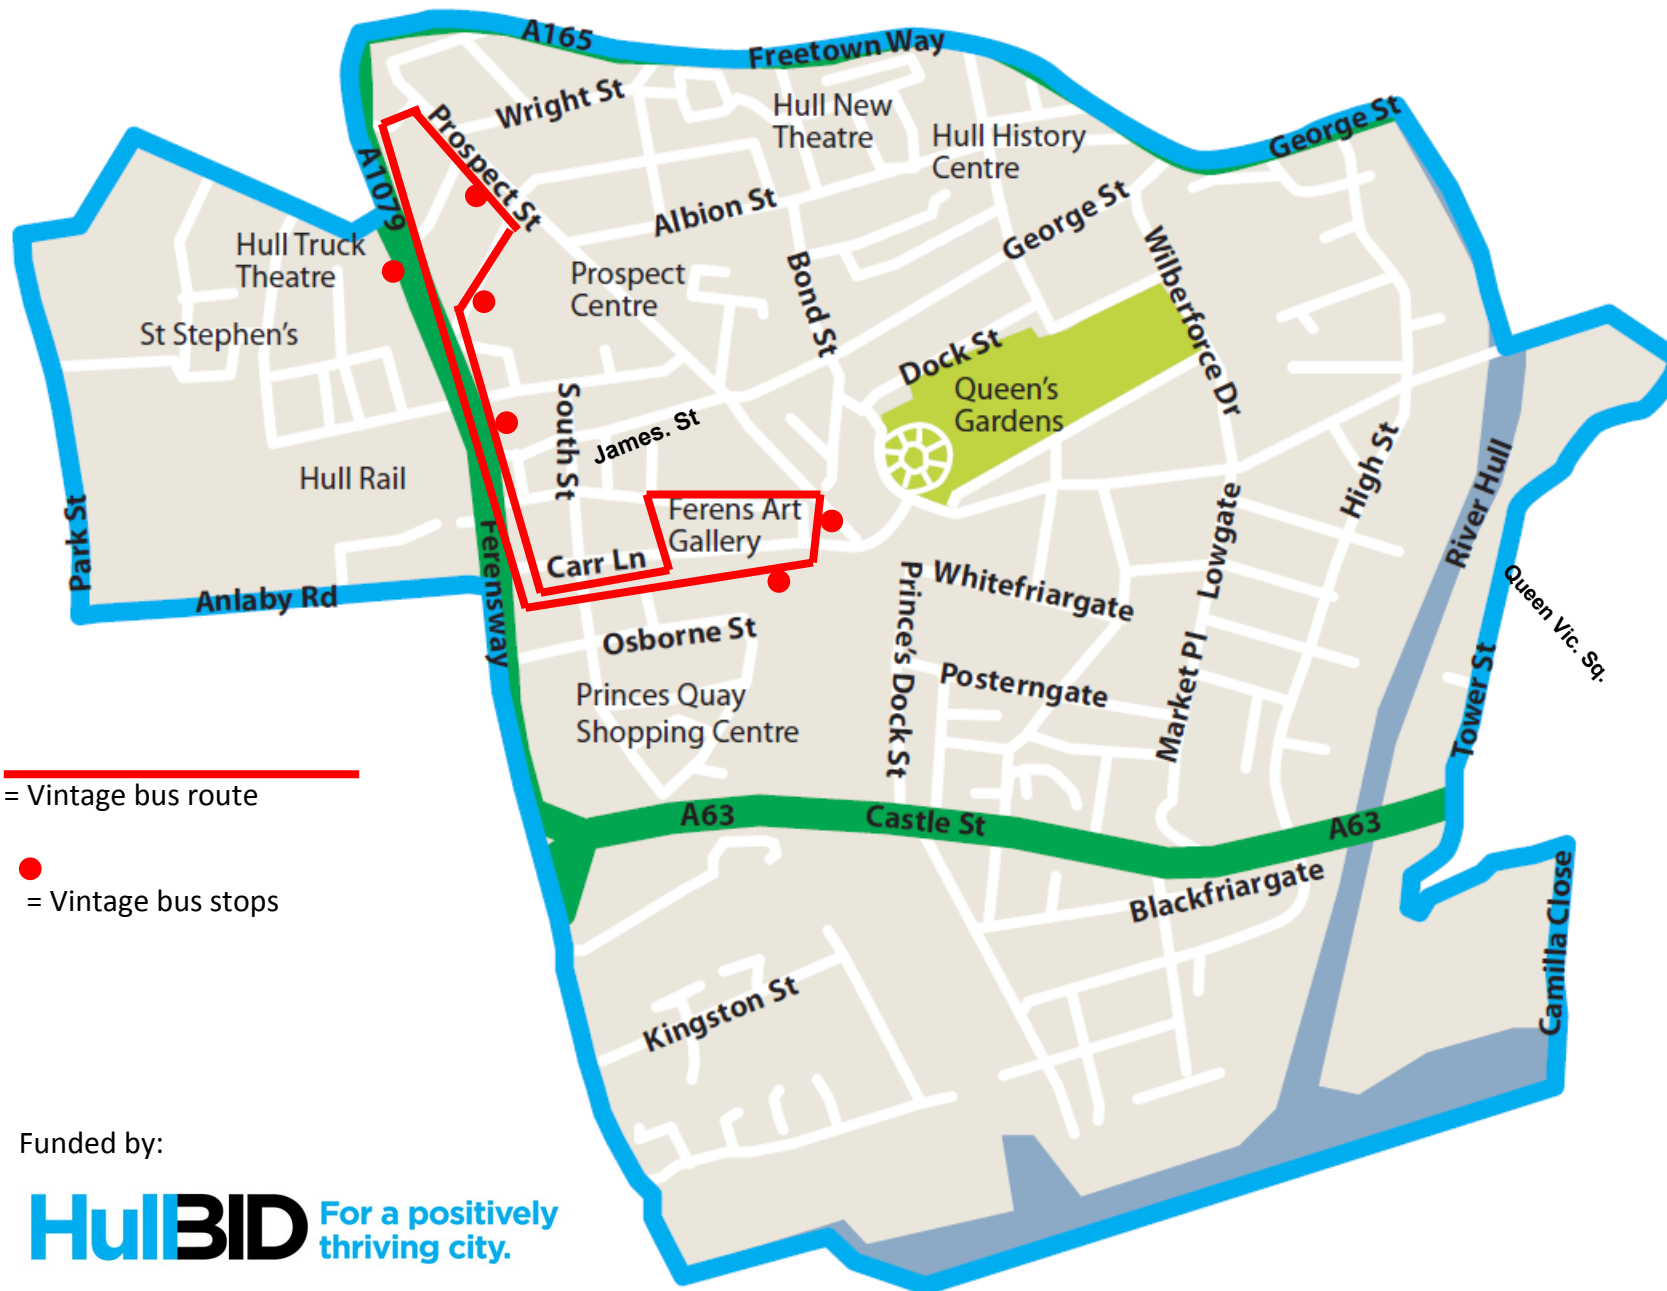 A165
Freetown Way
Wright St
Hull New
Theatre
Hull History
Centre
George St
Prospect St
A1079
Albion St
George St
Hull Truck
Theatre
Prospect
Centre
Bond St
Wilberforce Dr
St Stephen's
Dock St
Queen's
Gardens
South St
James. St
High St
River Hull
Hull Rail
Park St
Ferensway
Ferens Art
Gallery
Lowgate
Carr Ln
Whitefriargate
Queen Vic. Sq.
Anlaby Rd
Osborne St
Prince's Dock St
Posterngate
Market Pl
Tower St
Princes Quay
Shopping Centre
= Vintage bus route
A63
Castle St
A63
= Vintage bus stops
Blackfriargate
Camilla Close
Kingston St
Funded by:
HullBID
For a positively
thriving city.